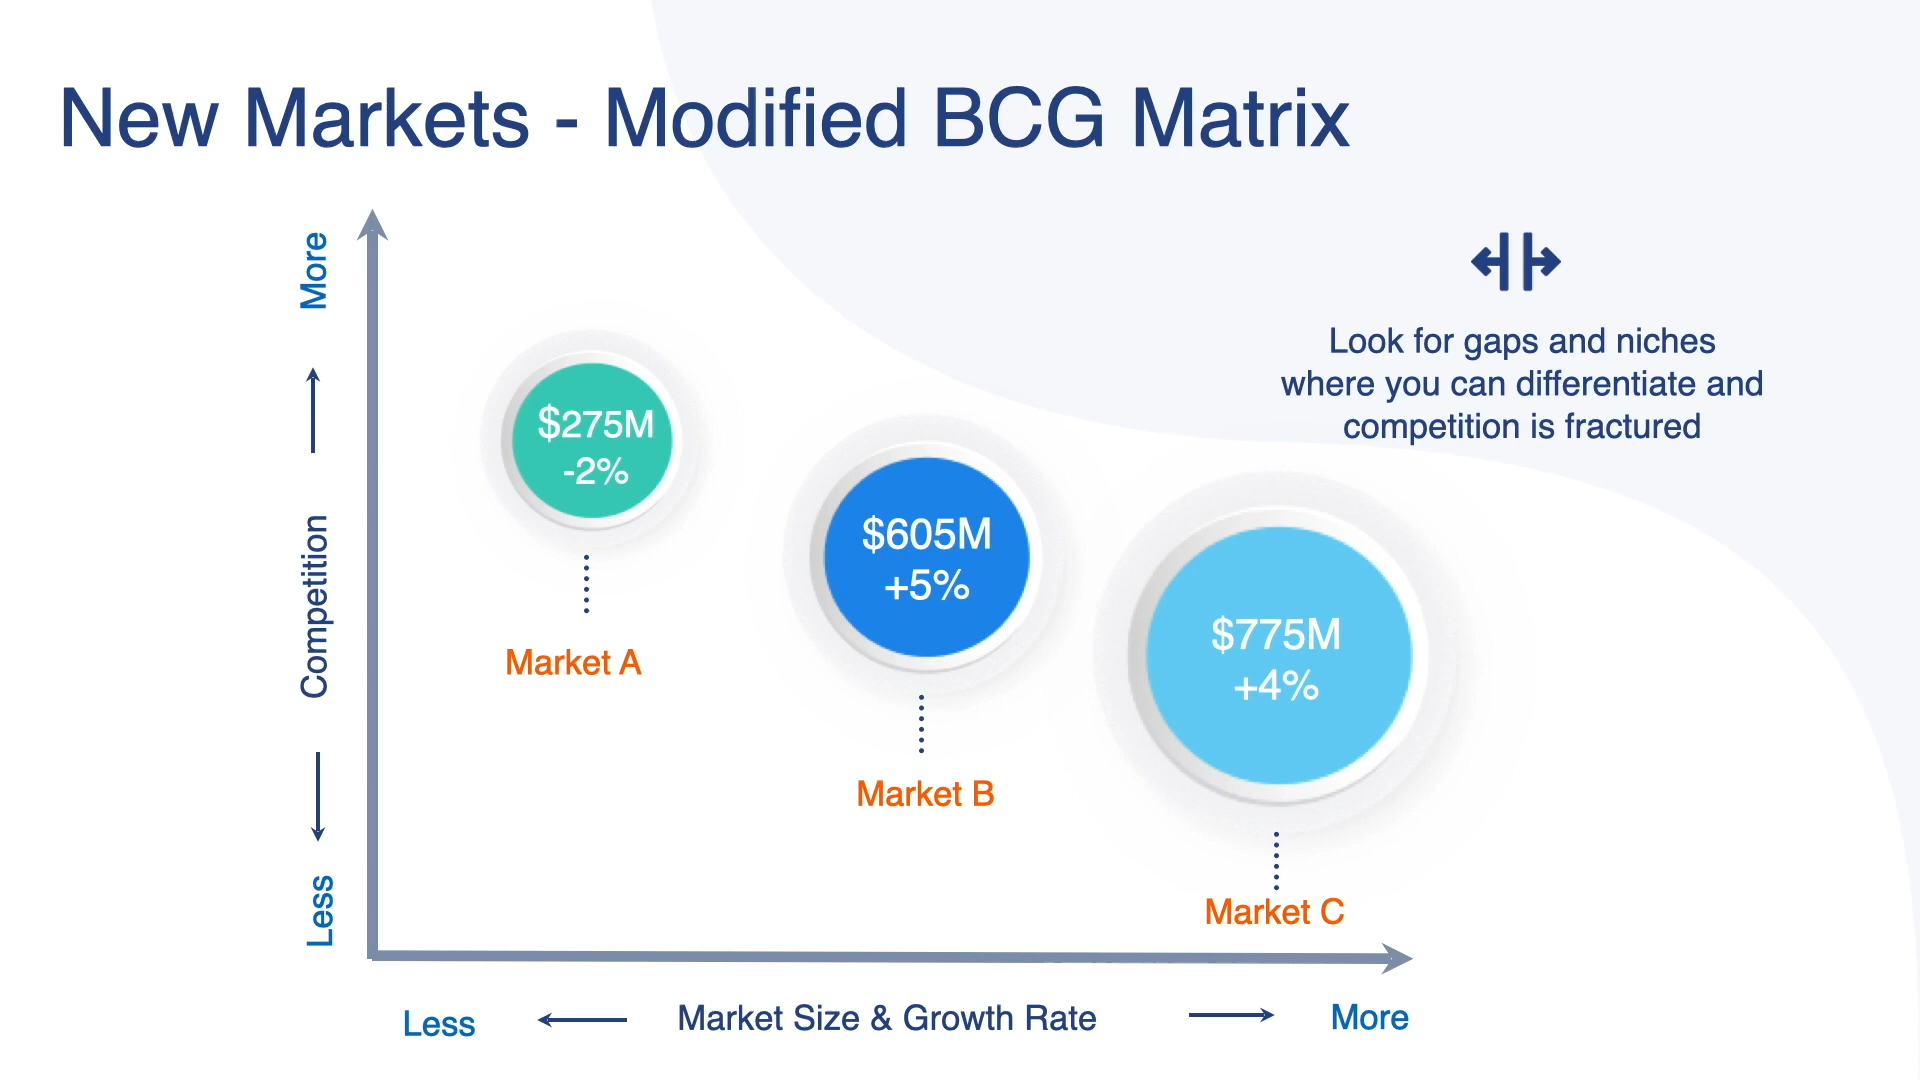 New Markets - Modified BCG Matrix
More
Competition
Less
$275M
-2%
Market A
$605M
+5%
Market B
$775M
+4%
Market C
Look for gaps and niches
where you can differentiate and
competition is fractured
Less
Market Size & Growth Rate
More